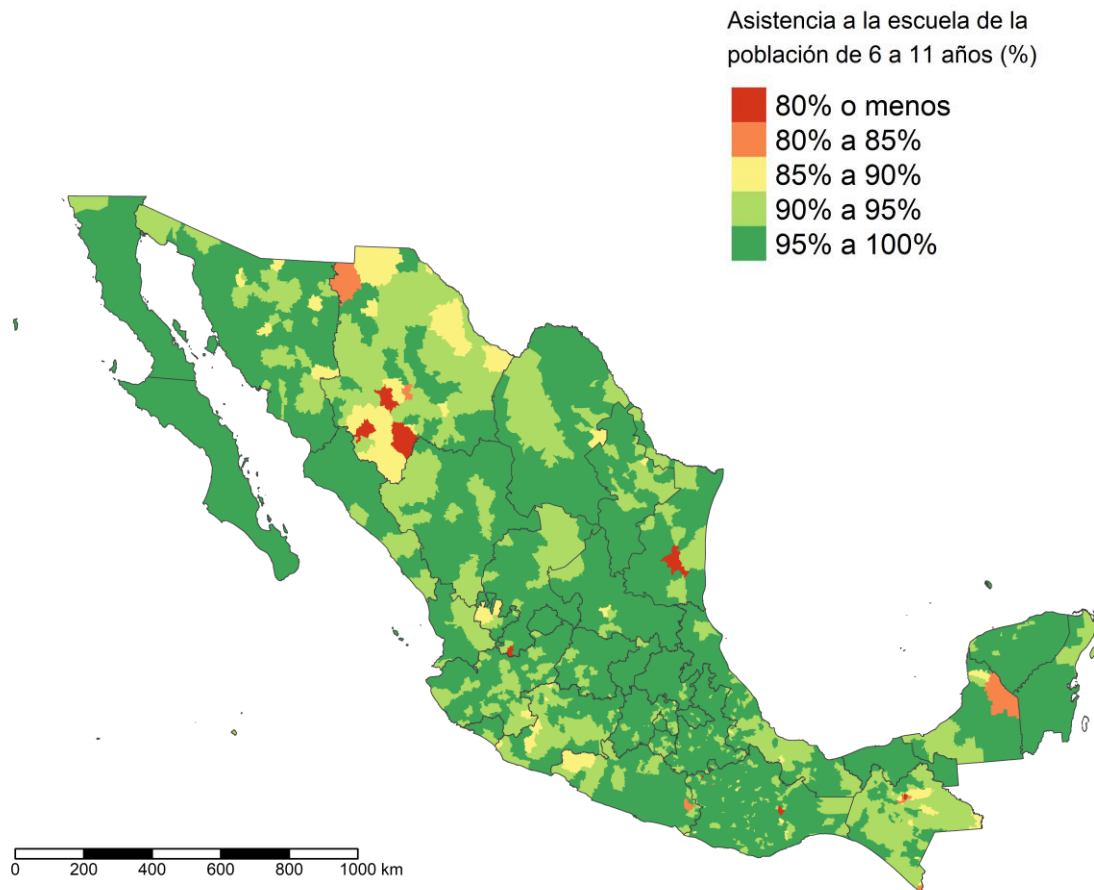 Asistencia a la escuela de la
población de 6 a 11 años (%)
80% o menos
80% a 85%
85% a 90%
90% a 95%
95% a 100%
0 200 400 600 800 1000 km